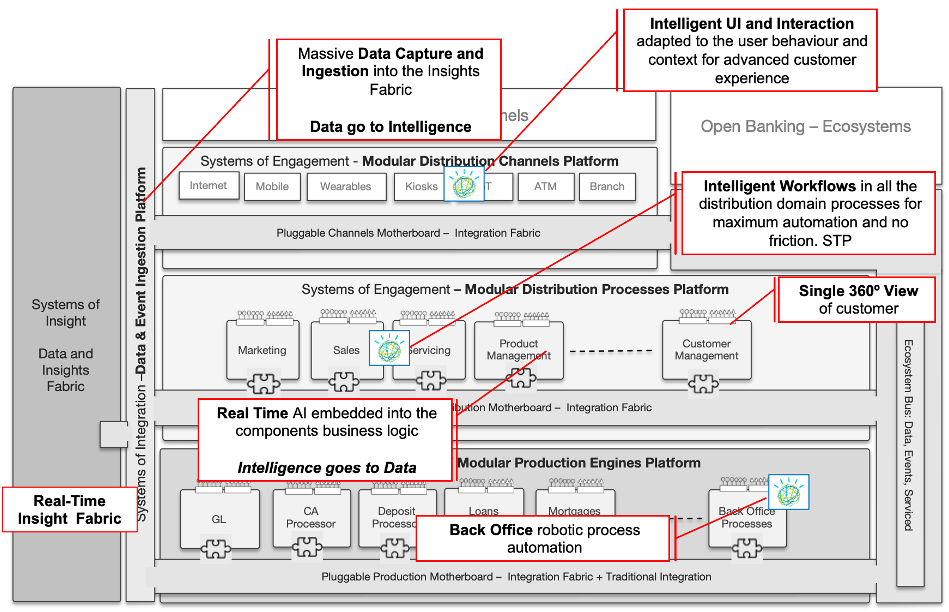 Massive Data Capture and
Ingestion into the Insights
Fabric
Data go to Intelligence
Intelligent UI and Interaction
adapted to the user behaviour and
context for advanced customer
experience
nels
Open Banking – Ecosystems
Systems of Engagement - Modular Distribution Channels Platform
Internet
Mobile
Wearables
Kiosks
T
ATM
Branch
Pluggable Channels Motherboard – Integration Fabric
Intelligent Workflows in all the
distribution domain processes for
maximum automation and no
friction. STP
Systems of Engagement – Modular Distribution Processes Platform
Single 360º View
of customer
Marketing
Sales
ervicing
Product
Management
Customer
Management
bution Motherboard – Integration Fabric
Real Time AI embedded into the
components business logic
Intelligence goes to Data
Modular Production Engines Platform
GL
CA
Processor
Deposit
Processo
Loans
Mortgages
Back Office
Processes
Back Office robotic process
automation
Pluggable Production Motherboard – Integration Fabric + Traditional Integration
Systems of
Insight
Data and
Insights
Fabric
Real-Time
Insight Fabric
Systems of Integration –Data & Event Ingestion Platform
Ecosystem Bus: Data, Events, Serviced